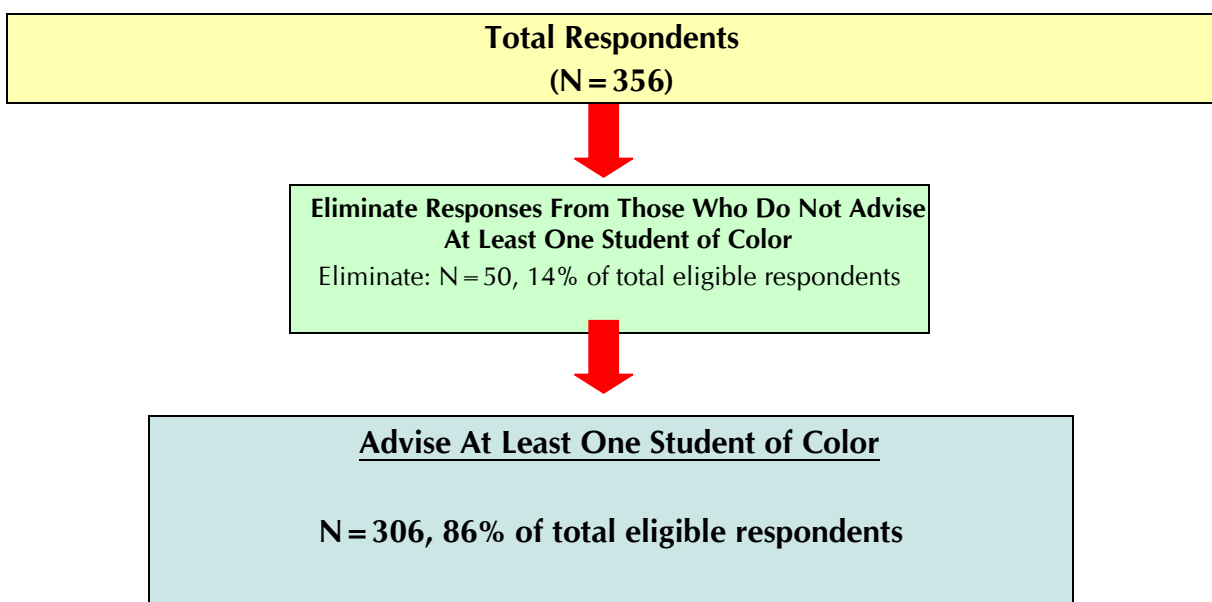 Total Respondents
(N = 356)
Eliminate Responses From Those Who Do Not Advise
At Least One Student of Color
Eliminate: N = 50, 14% of total eligible respondents
Advise At Least One Student of Color
N = 306, 86% of total eligible respondents